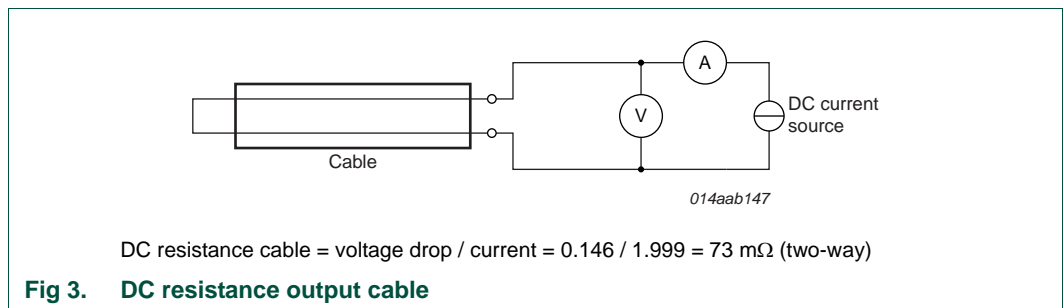 A
V
DC current
source
Cable
014aab147
DC resistance cable = voltage drop / current = 0.146 / 1.999 = 73 mΩ (two-way)
Fig 3. DC resistance output cable